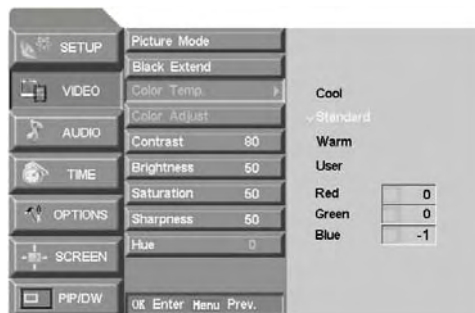 SETUP
VIDEO
AUDIO
TIME
OPTIONS
SCREEN
PIP/DW
Picture Mode
Black Extend
Color Temp.
Color Adjust
Contrast 80
Brightness 50
Saturation 60
Sharpness 50
Hue 0
OK Enter Menu Prev.
Cool
Standard
Warm
User
Red 0
Green 0
Blue -1